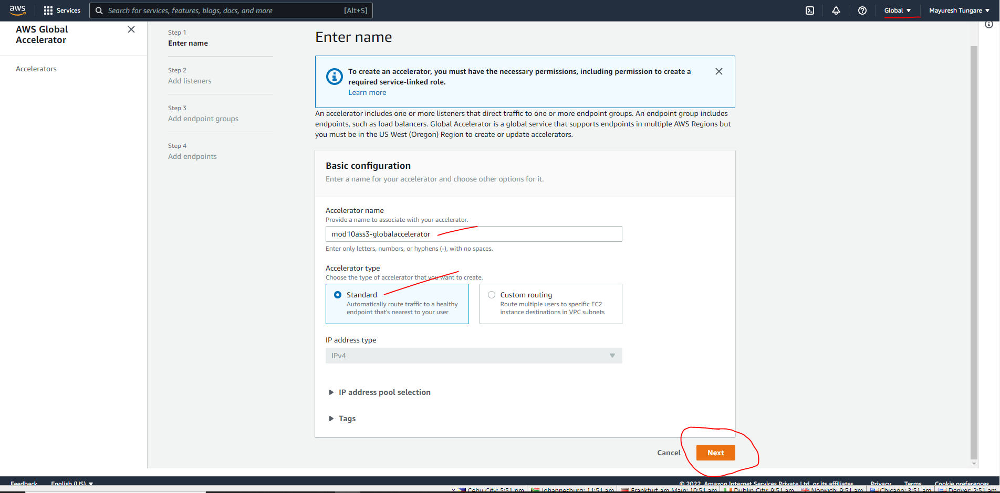 aws
Services
Search for services, features, blogs, docs, and more
[Alt+S]
Global ▼
Mayuresh Tungare ▼
AWS Global
Accelerator
Accelerators
Step 1
Enter name
Step 2
Add listeners
Step 3
Add endpoint groups
Step 4
Add endpoints
Enter name
To create an accelerator, you must have the necessary permissions, including permission to create a
required service-linked role.
Learn more
An accelerator includes one or more listeners that direct traffic to one or more endpoint groups. An endpoint group includes
endpoints, such as load balancers. Global Accelerator is a global service that supports endpoints in multiple AWS Regions but
you must be in the US West (Oregon) Region to create or update accelerators.
Basic configuration
Enter a name for your accelerator and choose other options for it.
Accelerator name
Provide a name to associate with your accelerator.
mod10ass3-globalaccelerator
Enter only letters, numbers, or hyphens (-), with no spaces.
Accelerator type
Choose the type of accelerator that you want to create.
Standard
Automatically route traffic to a healthy
endpoint that's nearest to your user
Custom routing
Route multiple users to specific EC2
instance destinations in VPC subnets
IP address type
IPv4
IP address pool selection
Tags
Cancel
Next
Feedback
English (US) ▼
© 2022, Amazon Internet Services Private Ltd. or its affiliates.
Privacy
Terms
Cookie preferences
Cebu City: 5:51 pm
Johannesburg: 11:51 am
Frankfurt am Main: 10:51 am
Dublin City: 9:51 am
Norwich: 9:51 am
Chicago: 3:51 am
Denver: 2:51 am